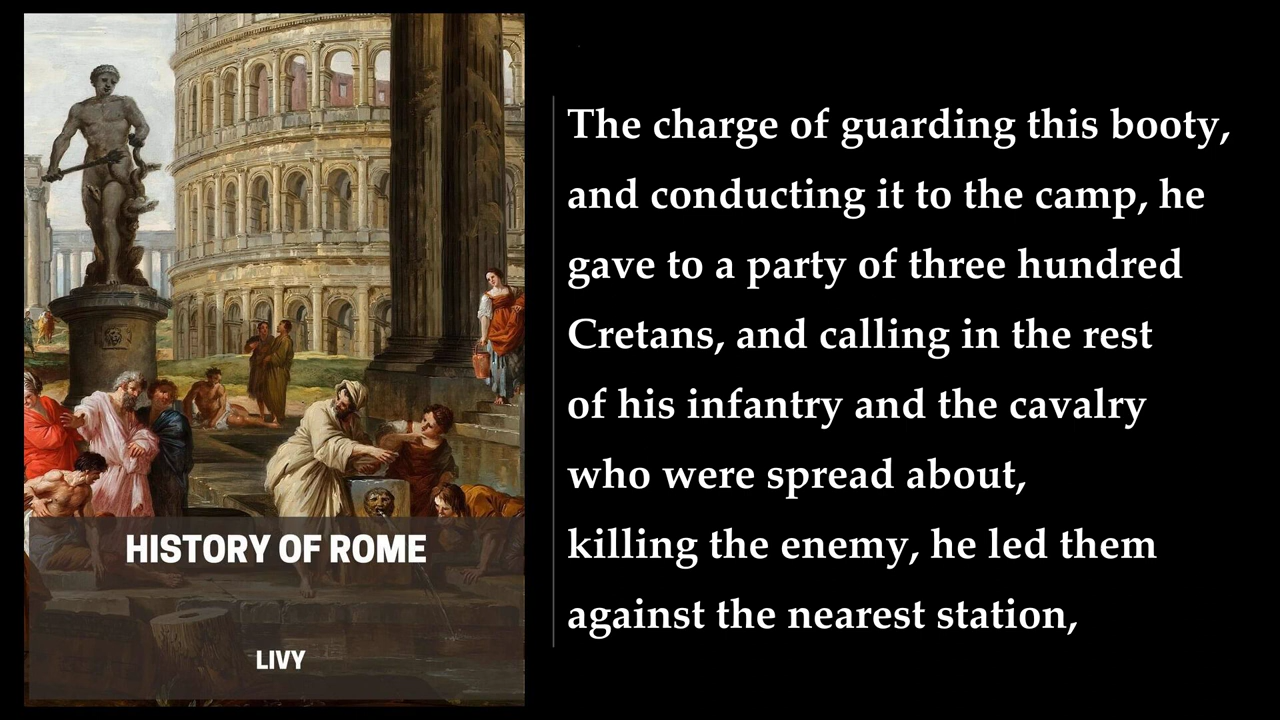 HISTORY OF ROME
LIVY
The charge of guarding this booty,
and conducting it to the camp, he
gave to a party of three hundred
Cretans, and calling in the rest
of his infantry and the cavalry
who were spread about,
killing the enemy, he led them
against the nearest station,